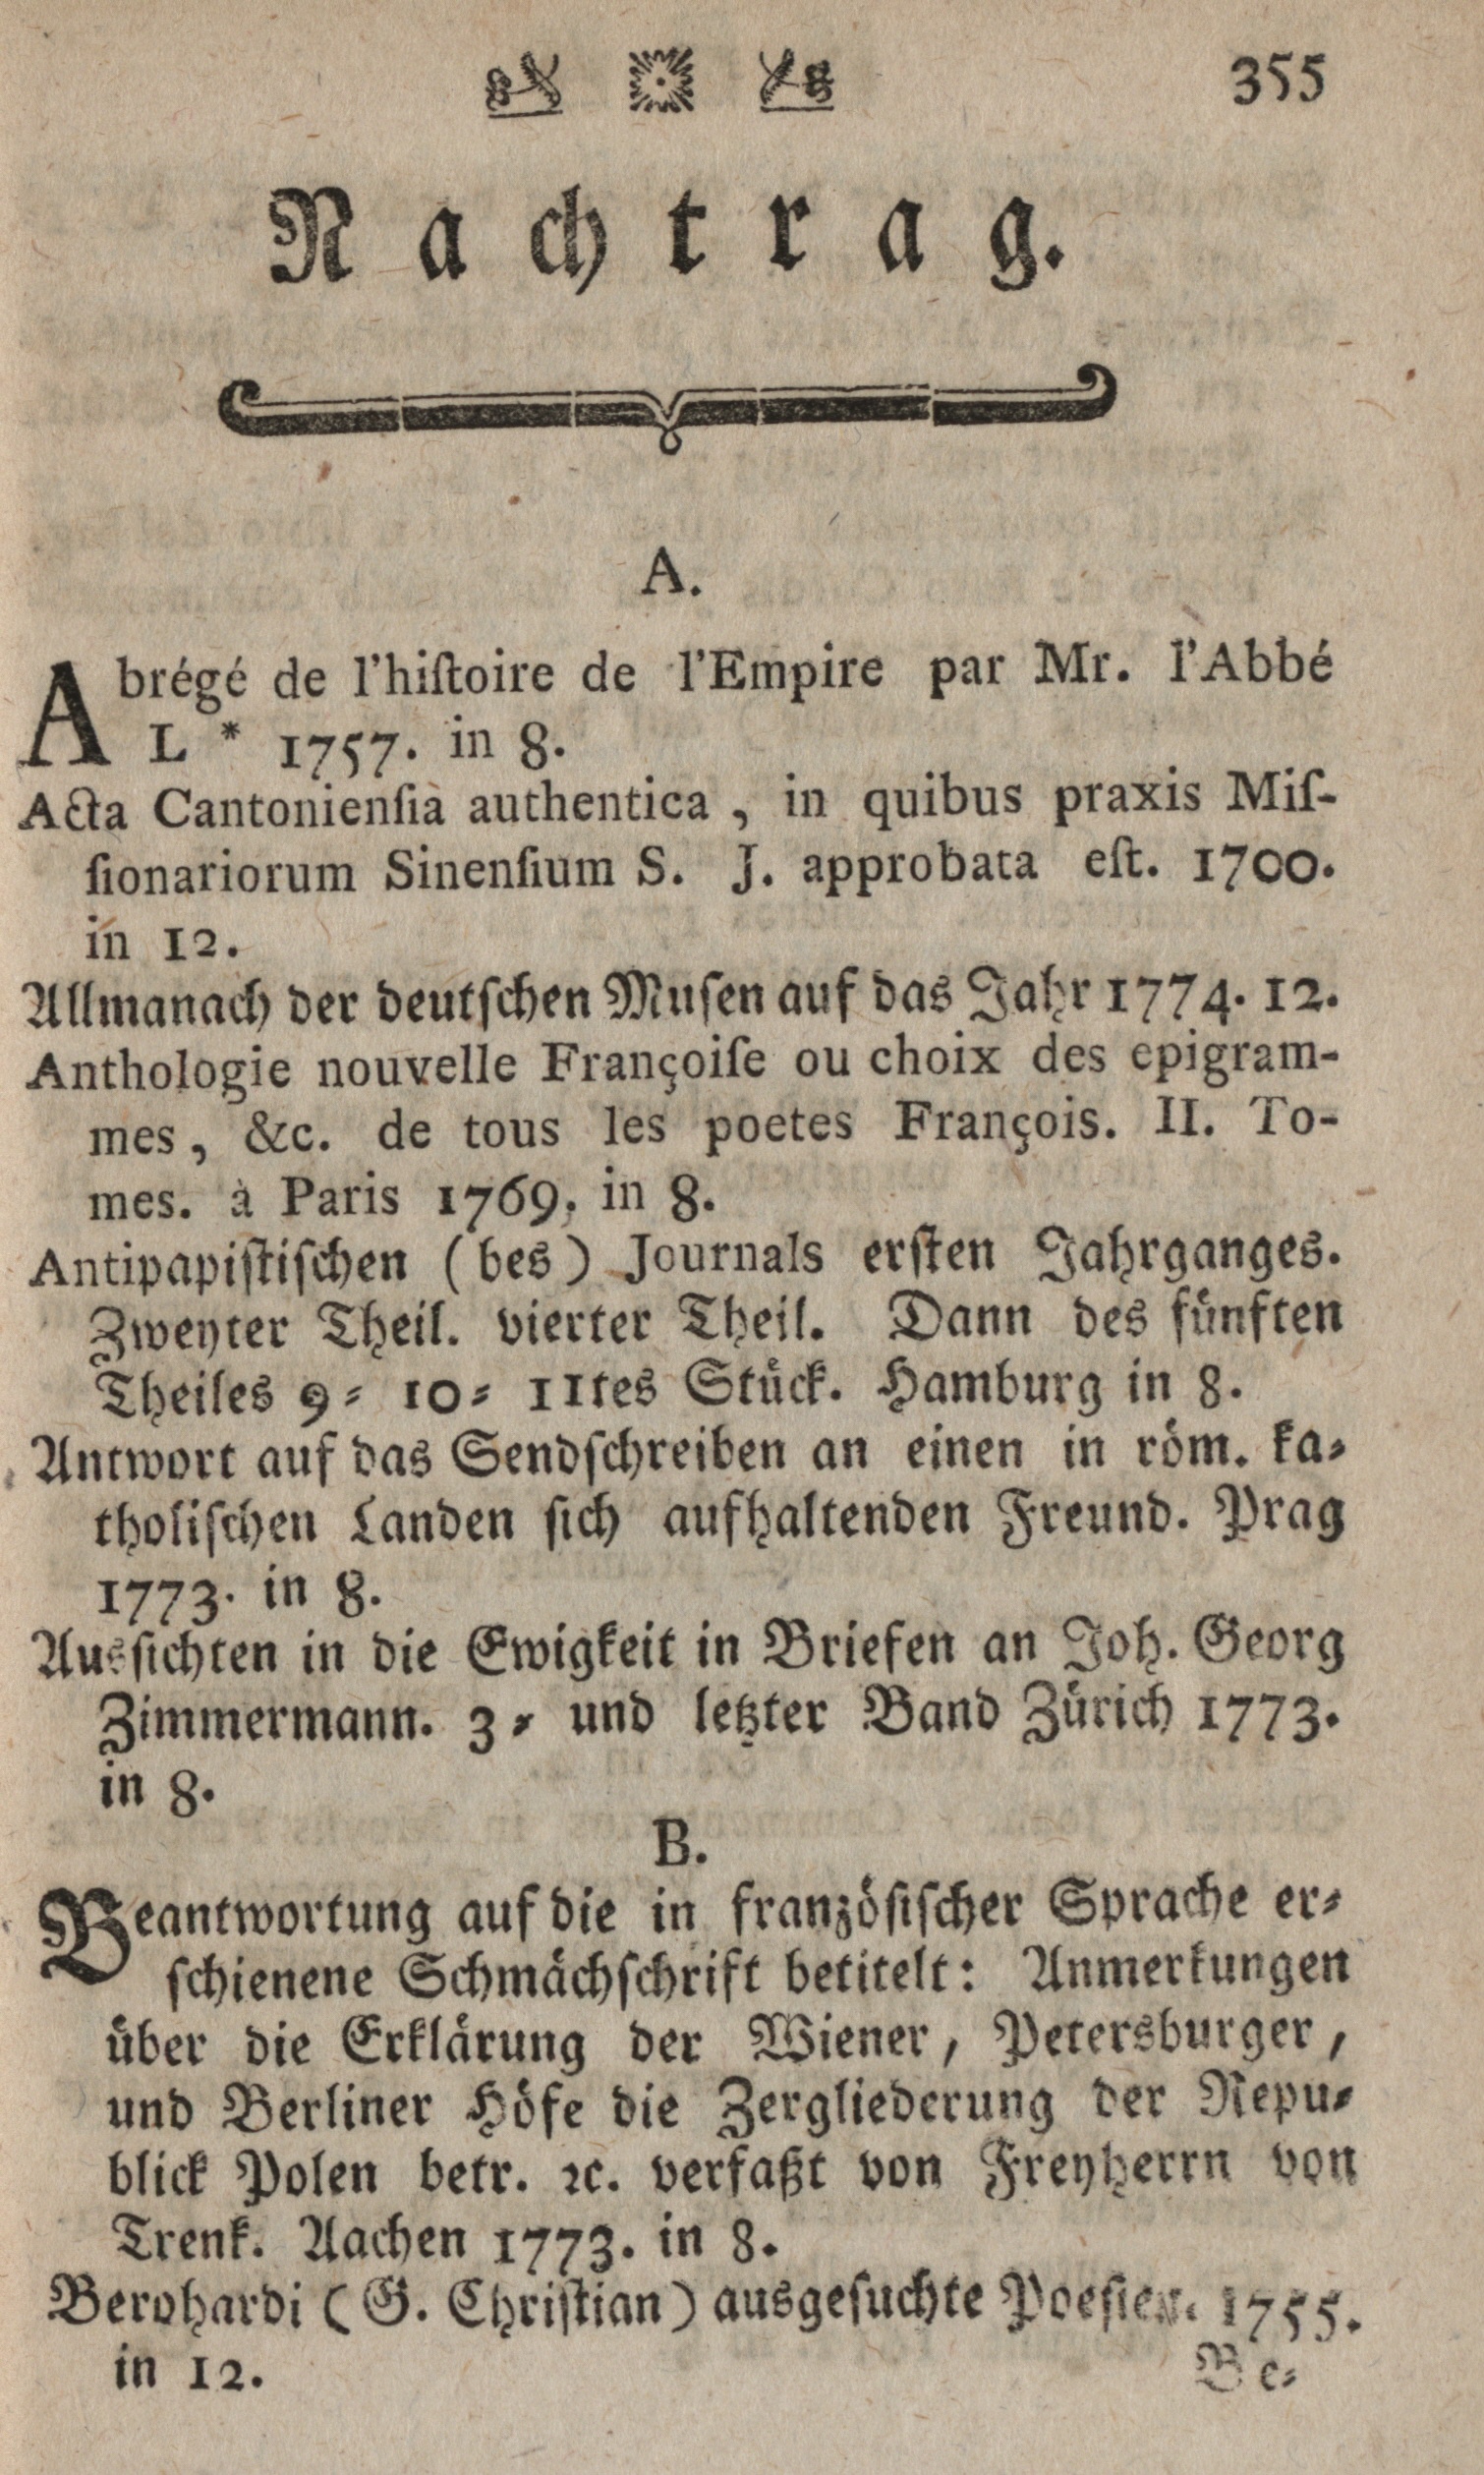 355
Nachtrag.
A.
Abrégé de l'hiſtoire de l'Empire par Mr. l'Abbé
L * 1757. in 8.
Acta Cantonienſia authentica, in quibus praxis Miſ-
ſionariorum Sinenſium S. J. approbata eſt. 1700.
in 12.
Allmanach der deutſchen Muſen auf das Jahr 1774. 12.
Anthologie nouvelle Françoiſe ou choix des epigram-
mes, &c. de tous les poetes François. II. To-
mes. à Paris 1769. in 8.
Antipapiſtiſchen (bes) Journals erſten Jahrganges.
Zweyter Theil. vierter Theil. Dann des fünften
Theiles 9⸗ 10⸗ 11tes Stück. Hamburg in 8.
Antwort auf das Sendſchreiben an einen in röm. ka⸗
tholiſchen Landen ſich aufhaltenden Freund. Prag
1773. in 8.
Ausſichten in die Ewigkeit in Briefen an Joh. Georg
Zimmermann. 3⸗ und letzter Band Zürich 1773.
in 8.
B.
Beantwortung auf die in franzöſiſcher Sprache er⸗
ſchienene Schmächſchrift betitelt: Anmerkungen
über die Erklärung der Wiener, Petersburger,
und Berliner Höfe die Zergliederung der Repu⸗
blick Polen betr. ꝛc. verfaßt von Freyherrn von
Trenk. Aachen 1773. in 8.
Berohardi (G. Chriſtian) ausgeſuchte Poeſien. 1755.
in 12.
Be⸗